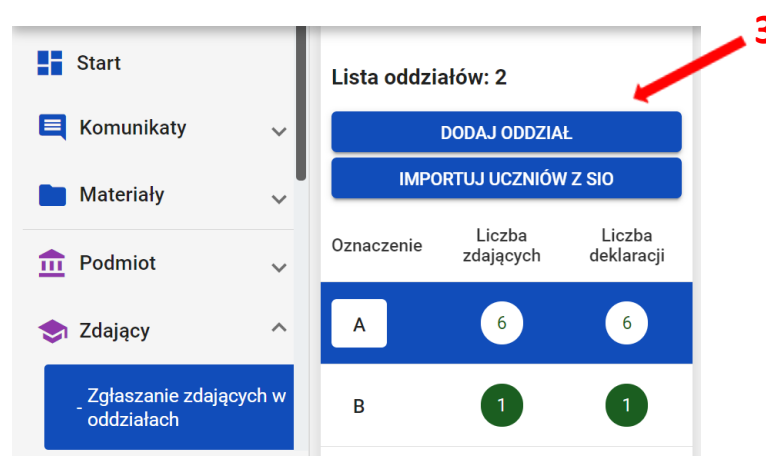 3
Start
Komunikaty
Materiały
Podmiot
Zdający
- Zgłaszanie zdających w
oddziałach
Lista oddziałów: 2
DODAJ ODDZIAŁ
IMPORTUJ UCZNIÓW Z SIO
Oznaczenie Liczba zdających Liczba deklaracji
A 6 6
B 1 1